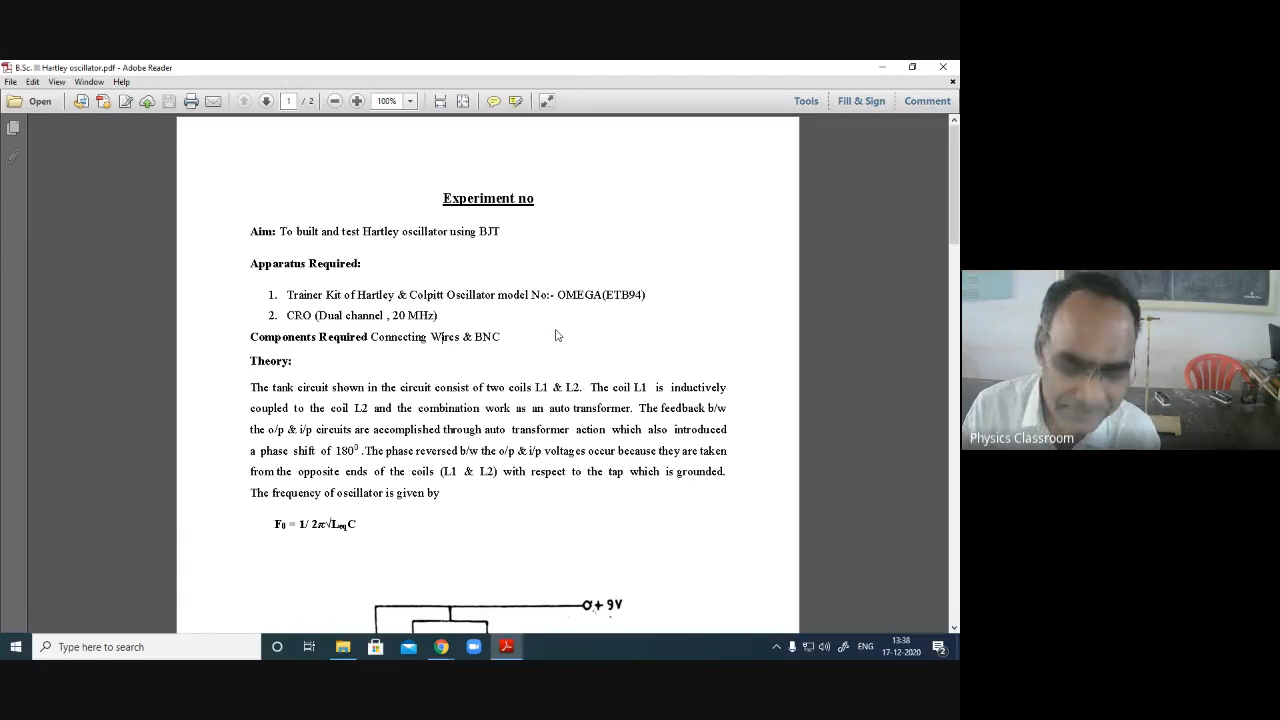 B.Sc. III Hartley oscillator.pdf - Adobe Reader
File Edit View Window Help
Open 1 / 2 100% Tools Fill & Sign Comment
Experiment no
Aim: To built and test Hartley oscillator using BJT
Apparatus Required:
1. Trainer Kit of Hartley & Colpitt Oscillator model No:- OMEGA(ETB94)
2. CRO (Dual channel , 20 MHz)
Components Required Connecting Wires & BNC
Theory:
The tank circuit shown in the circuit consist of two coils L1 & L2. The coil L1 is inductively
coupled to the coil L2 and the combination work as an auto transformer. The feedback b/w
the o/p & i/p circuits are accomplished through auto transformer action which also introduced
a phase shift of 180⁰ .The phase reversed b/w the o/p & i/p voltages occur because they are taken
from the opposite ends of the coils (L1 & L2) with respect to the tap which is grounded.
The frequency of oscillator is given by
F0 = 1/ 2π√LeqC
+ 9V
Physics Classroom
Type here to search
ENG
13:38
17-12-2020
2